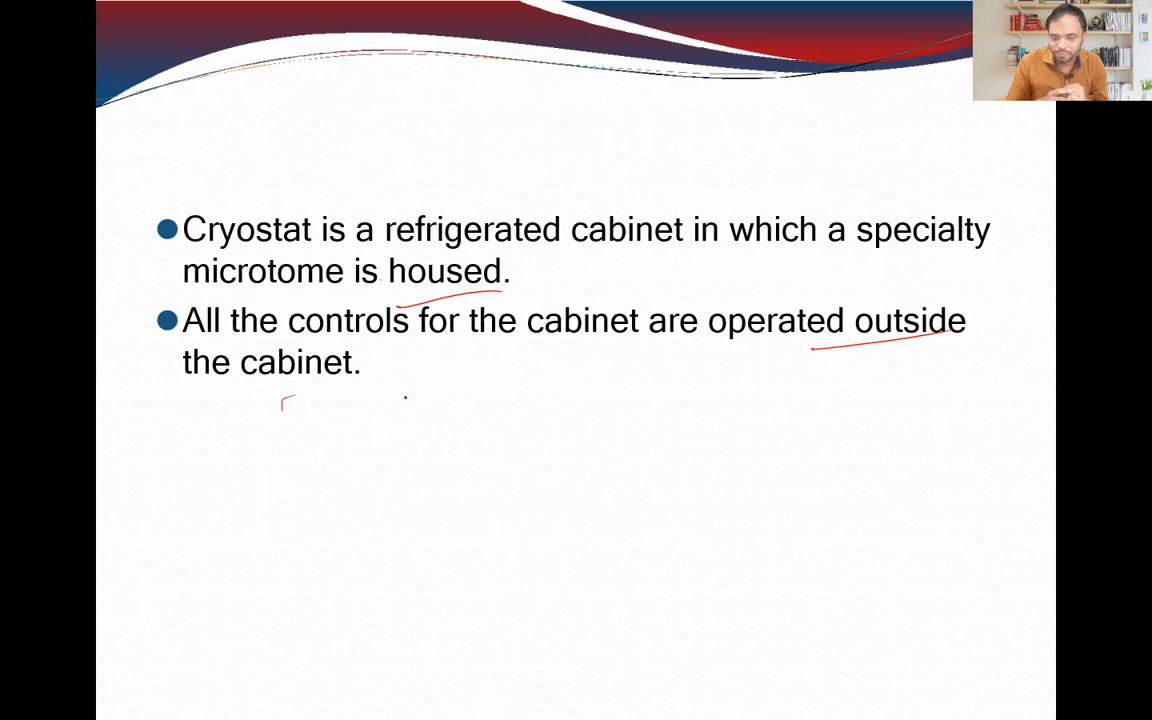 Cryostat is a refrigerated cabinet in which a specialty
microtome is housed.
All the controls for the cabinet are operated outside
the cabinet.